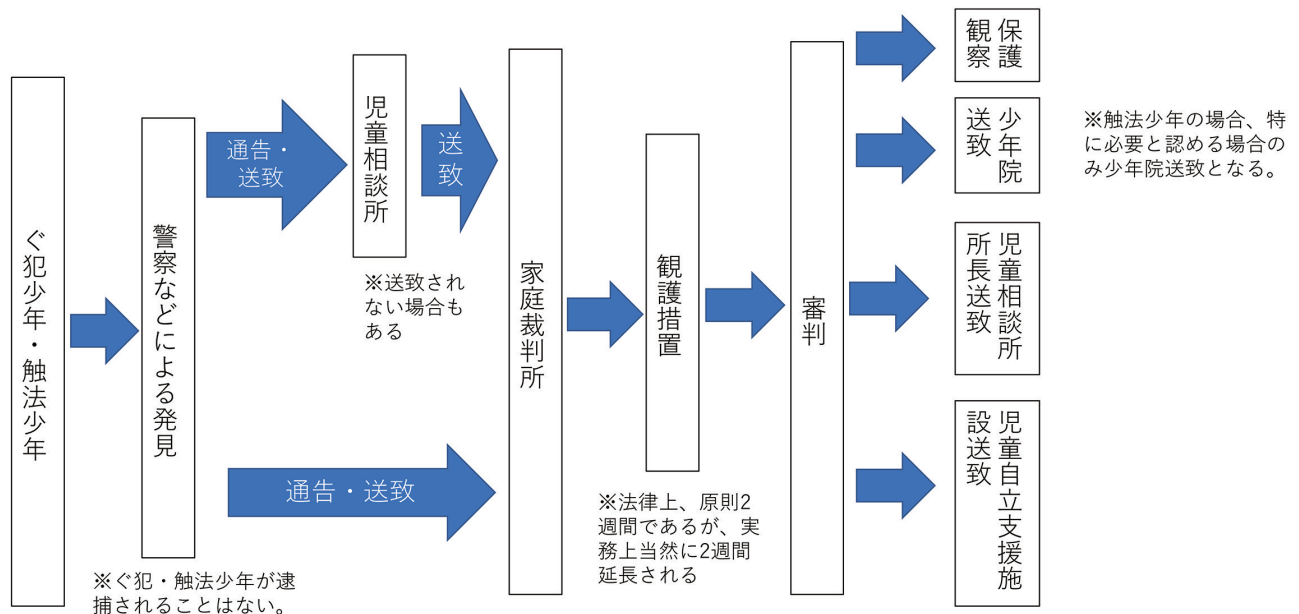 ぐ犯少年・触法少年
警察などによる発見
※ぐ犯・触法少年が逮
捕されることはない。
通告・
送致
児童相談所
※送致され
ない場合も
ある
送致
通告・送致
家庭裁判所
観護措置
※法律上、原則2
週間であるが、実
務上当然に2週間
延長される
審判
保護
観察
少年院
送致
※触法少年の場合、特
に必要と認める場合の
み少年院送致となる。
児童相談所
所長送致
児童自立支援施
設送致